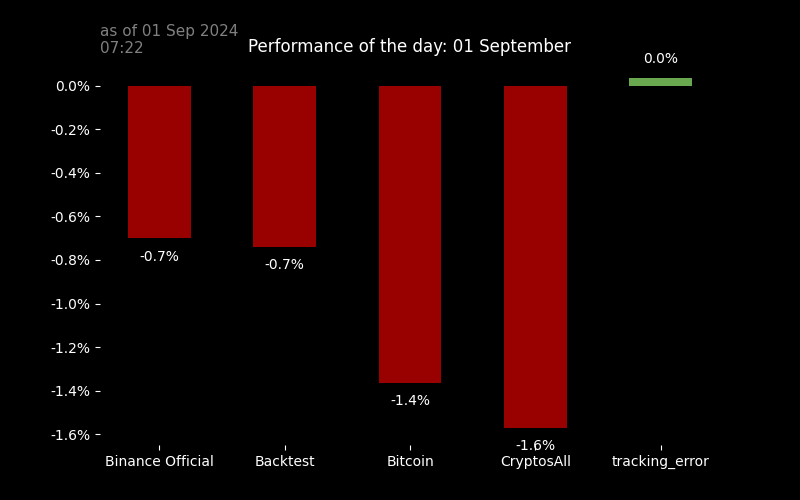 as of 01 Sep 2024
07:22
Performance of the day: 01 September
0.0%
0.0%
-0.2%
-0.4%
-0.6%
-0.7%
-0.7%
-0.8%
-1.0%
-1.2%
-1.4%
-1.4%
-1.6%
-1.6%
Binance Official
Backtest
Bitcoin
CryptosAll
tracking_error